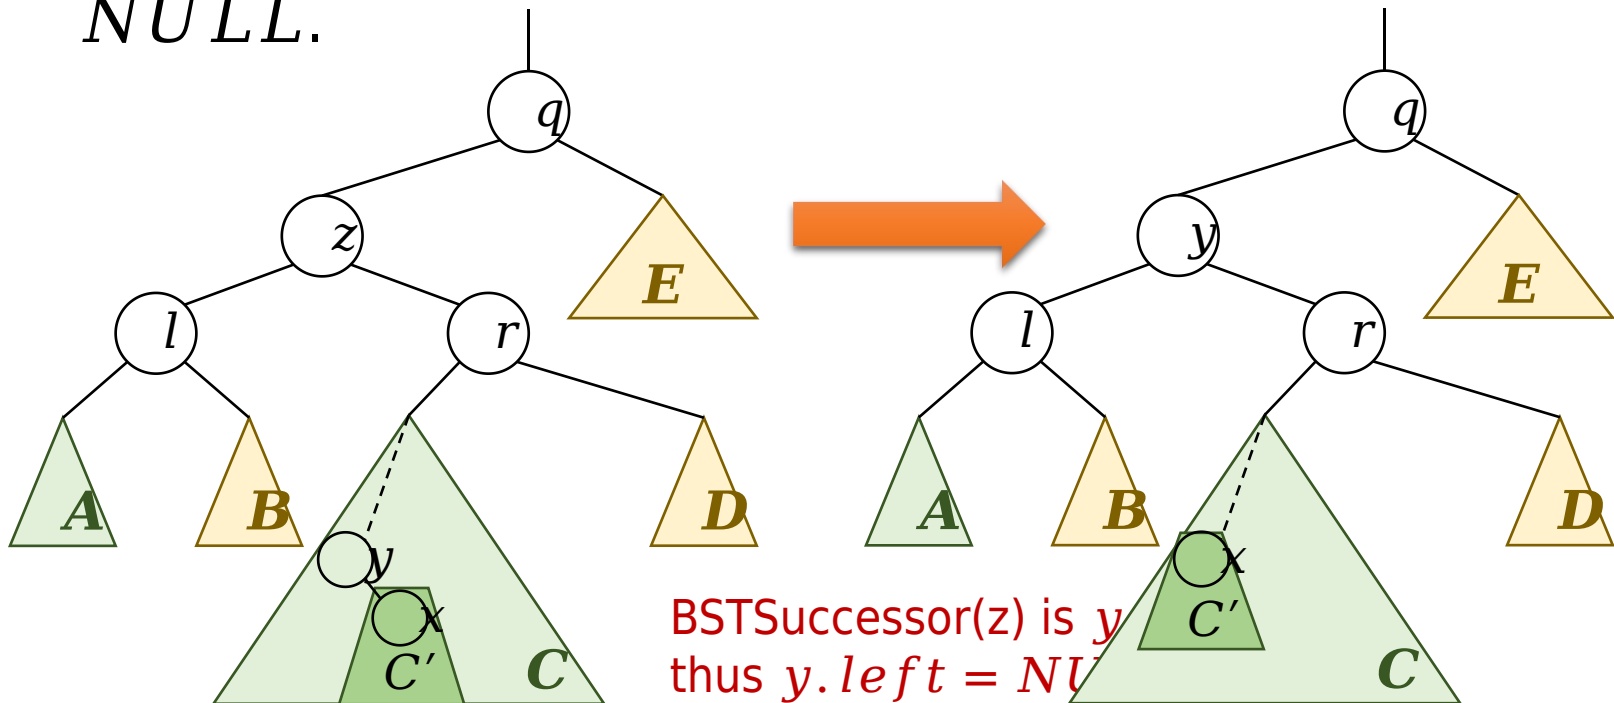 NULL.
q
q
z
E
y
E
l
r
l
r
A
B
D
A
B
D
y
x
x
C′
C
BSTSuccessor(z) is y
thus y.left = NU
C′
C